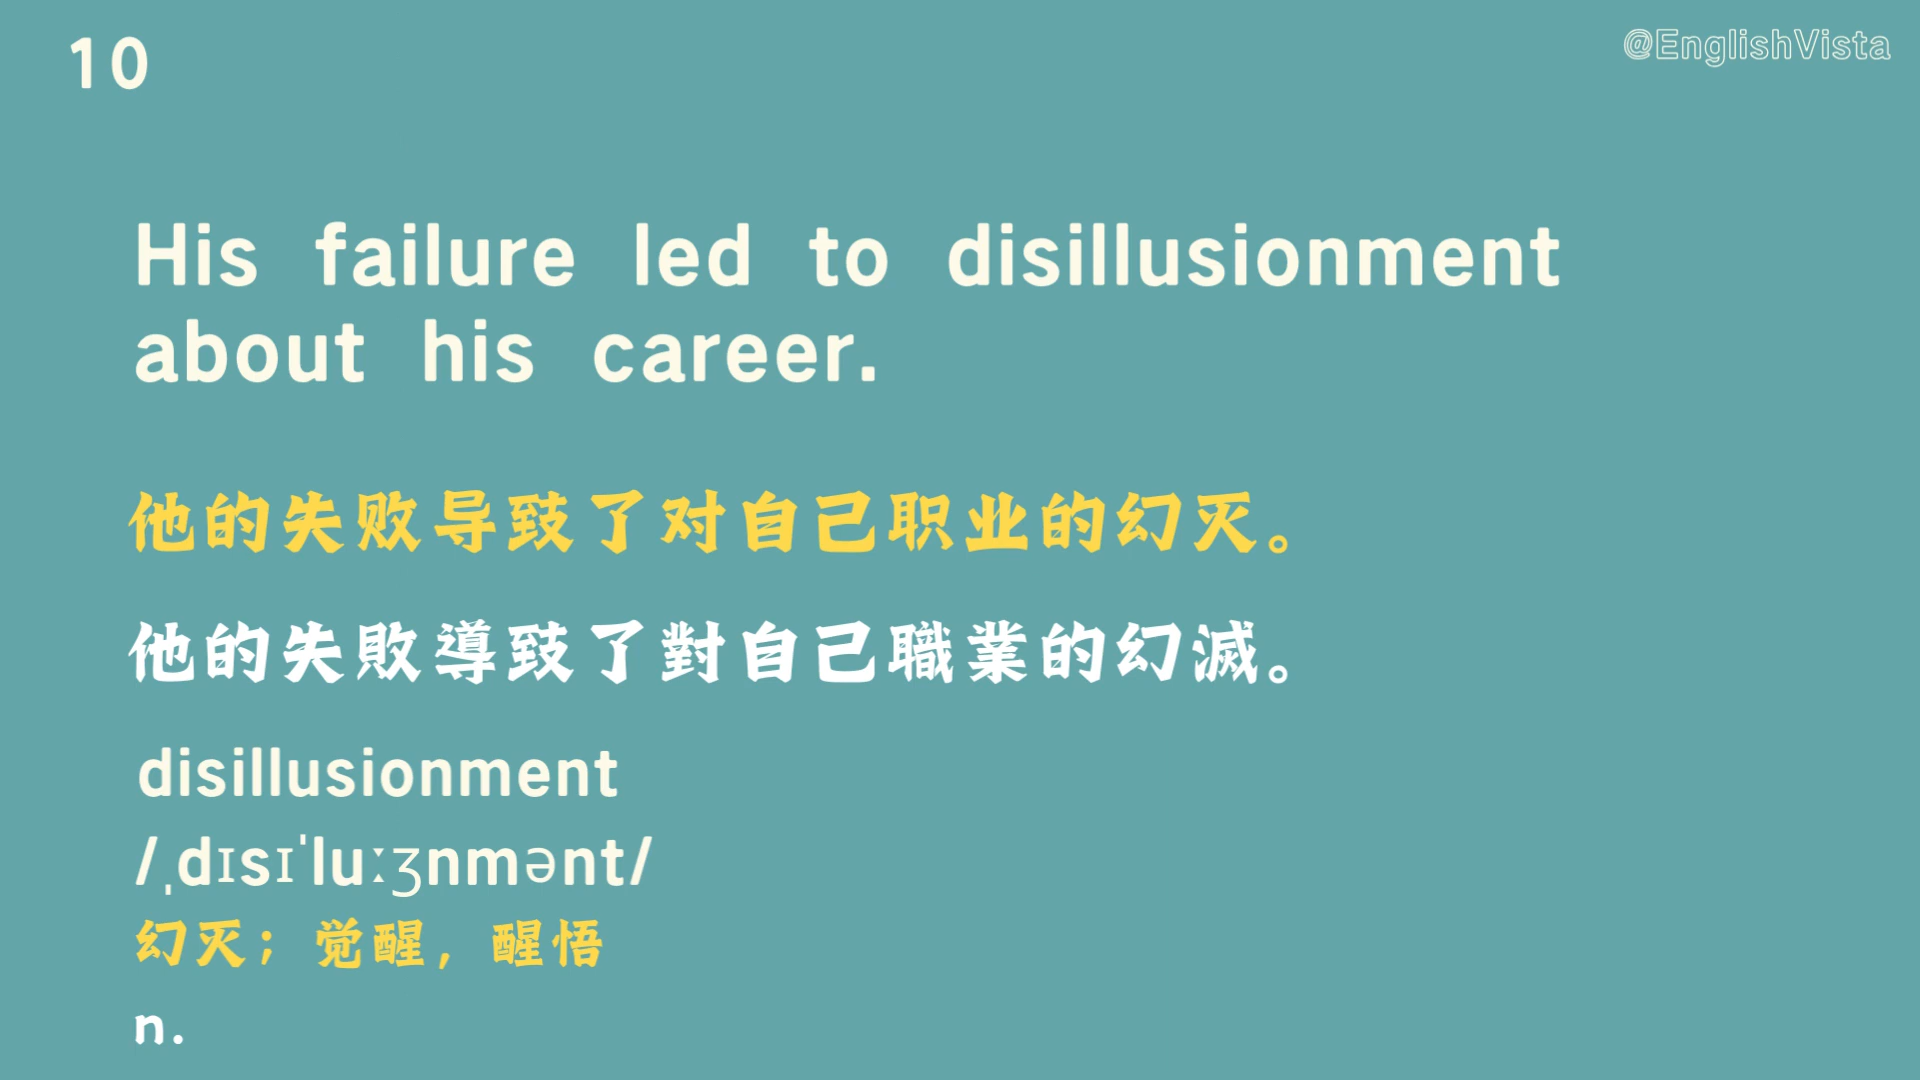 10
@EnglishVista
His failure led to disillusionment
about his career.
他的失败导致了对自己职业的幻灭。
他的失敗導致了對自己職業的幻滅。
disillusionment
/ˌdɪsɪˈluːʒnmənt/
幻灭；觉醒，醒悟
n.